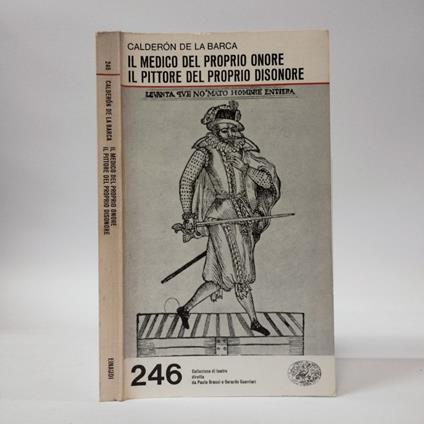 246
CALDERÓN DE LA BARCA
IL MEDICO DEL PROPRIO ONORE
IL PITTORE DEL PROPRIO DISONORE
EINAUDI
CALDERÓN DE LA BARCA
IL MEDICO DEL PROPRIO ONORE
IL PITTORE DEL PROPRIO DISONORE
LEVANTA QVE NO MATO HOMBRE ENTIERA
246
Collezione di teatro
diretta
da Paolo Grassi e Gerardo Guerrieri